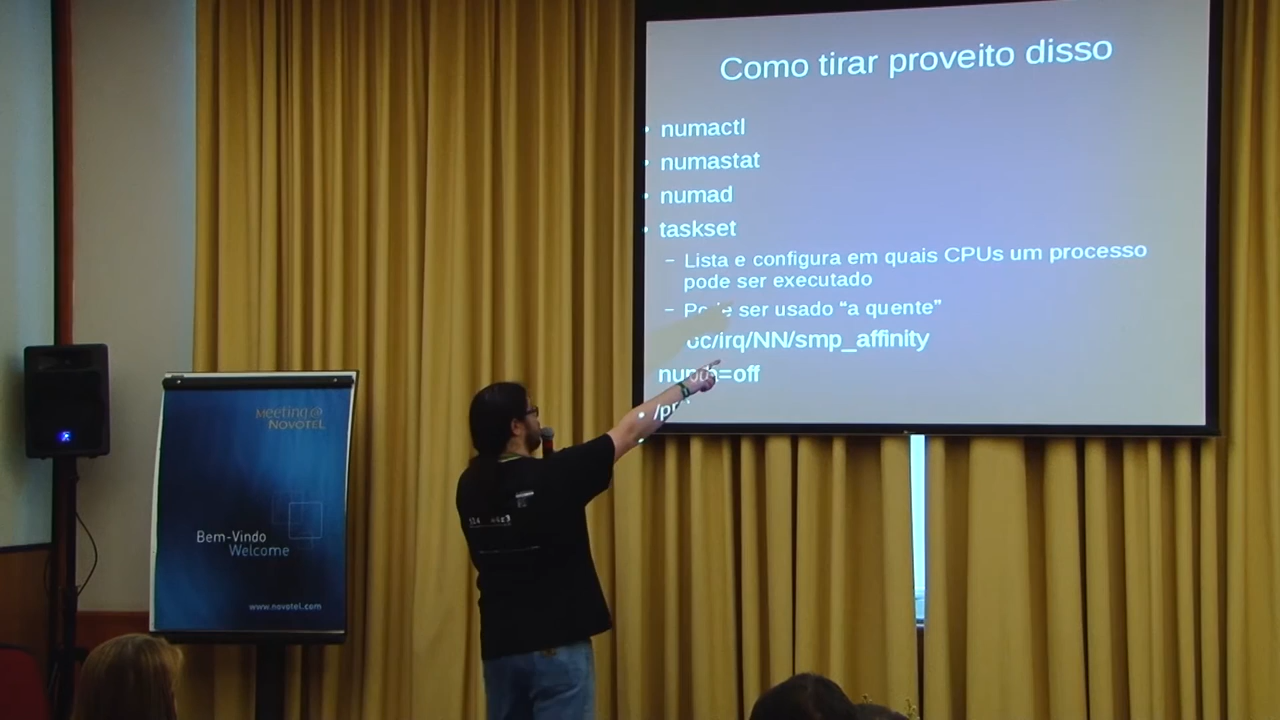 Como tirar proveito disso
• numactl
• numastat
• numad
• taskset
– Lista e configura em quais CPUs um processo
pode ser executado
– ser usado “a quente”
oc/irq/NN/smp_affinity
=off
Meeting@
NOVOTEL
Bem-Vindo
Welcome
www.novotel.com